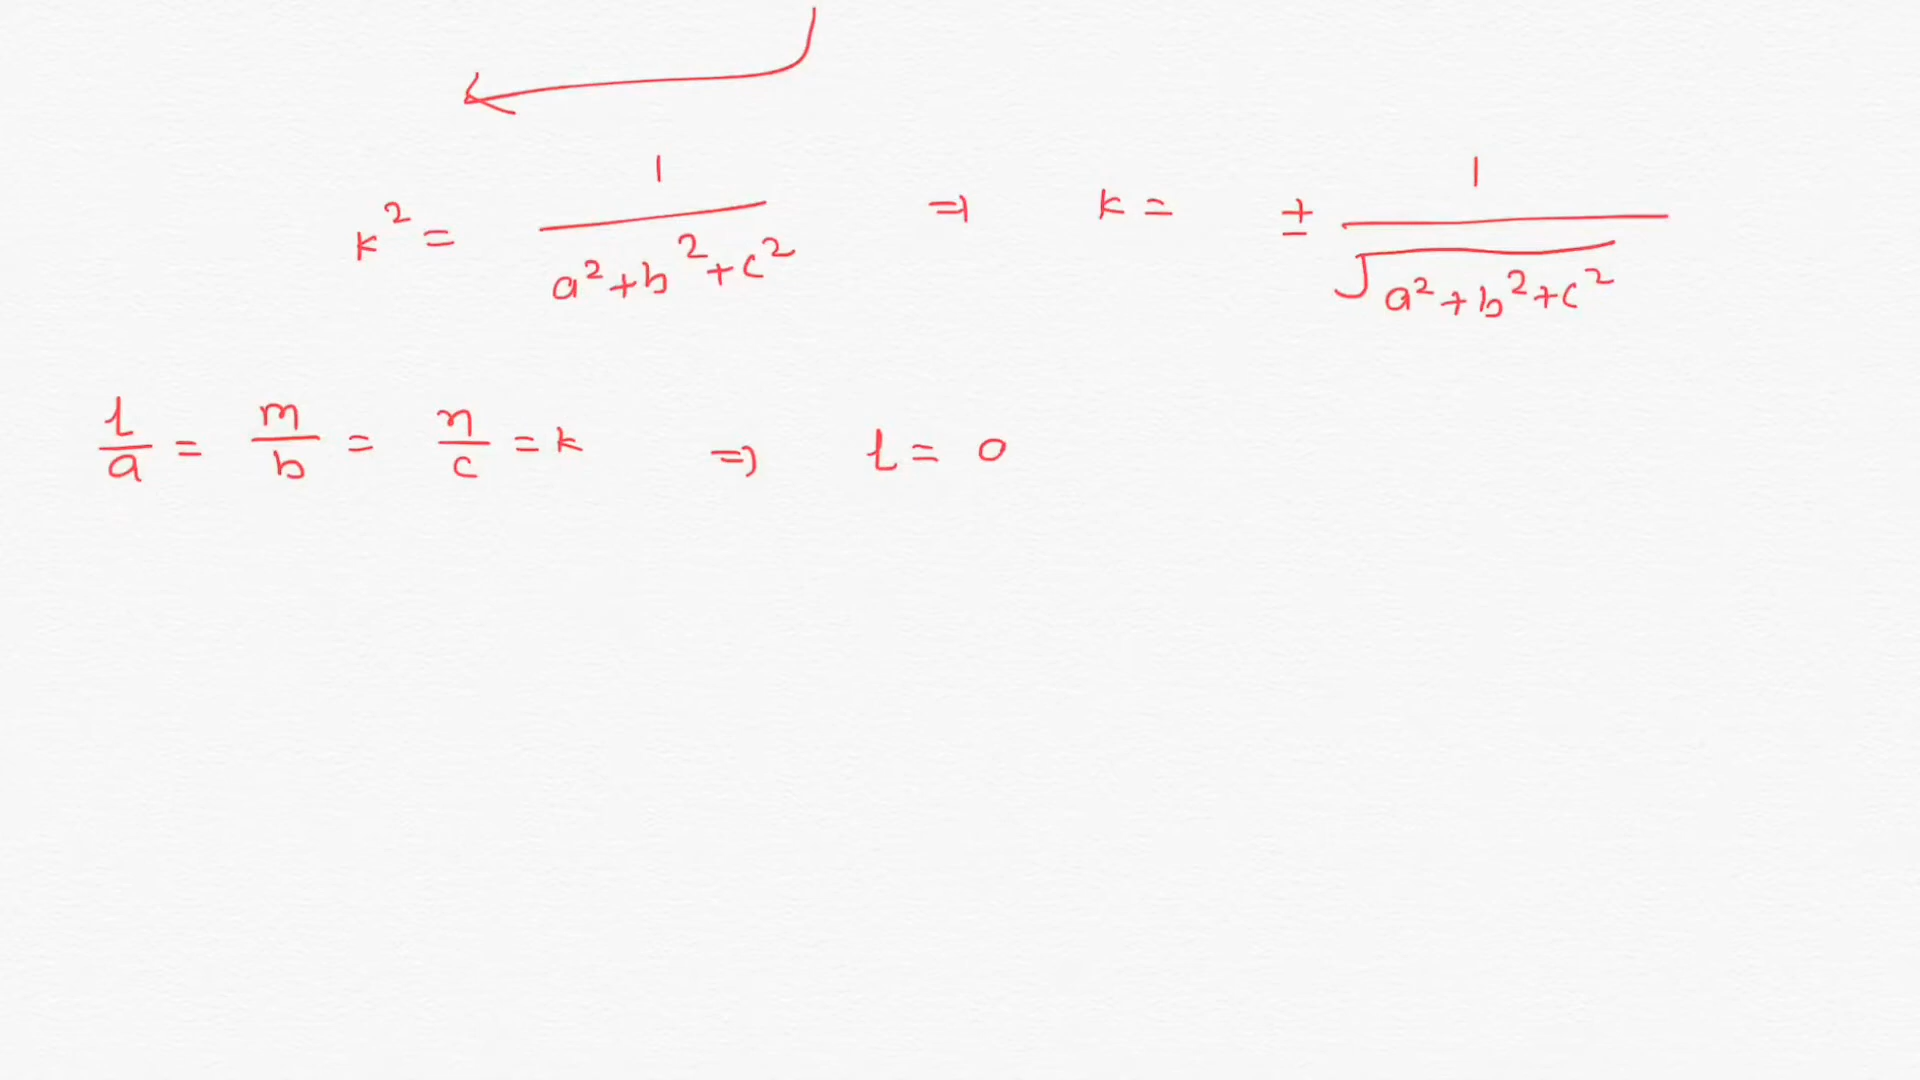 k² = 1/(a²+b²+c²) ⇒ k = ± 1/√(a²+b²+c²)
l/a = m/b = n/c = k ⇒ l = 0